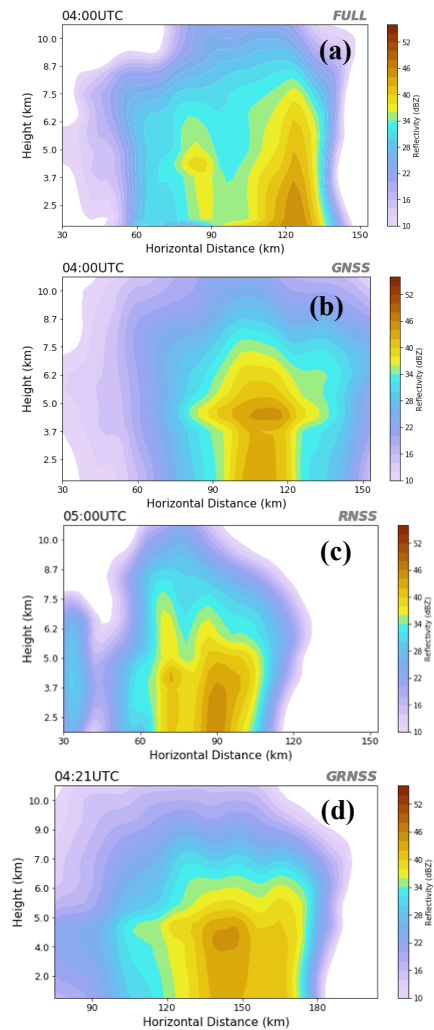 04:00UTC FULL
(a)
10.0
8.7
7.5
6.2
5.0
3.7
2.5
Height (km)
30 60 90 120 150
Horizontal Distance (km)
52
46
40
34
28
22
16
10
Reflectivity (dBZ)
04:00UTC GNSS
(b)
10.0
8.7
7.5
6.2
5.0
3.7
2.5
Height (km)
30 60 90 120 150
Horizontal Distance (km)
52
46
40
34
28
22
16
10
Reflectivity (dBZ)
05:00UTC RNSS
(c)
10.0
8.7
7.5
6.2
5.0
3.7
2.5
Height (km)
30 60 90 120 150
Horizontal Distance (km)
52
46
40
34
28
22
16
10
Reflectivity (dBZ)
04:21UTC GRNSS
(d)
10.0
9.0
7.0
6.0
5.0
4.0
2.0
Height (km)
90 120 150 180
Horizontal Distance (km)
52
46
40
34
28
22
16
10
Reflectivity (dBZ)